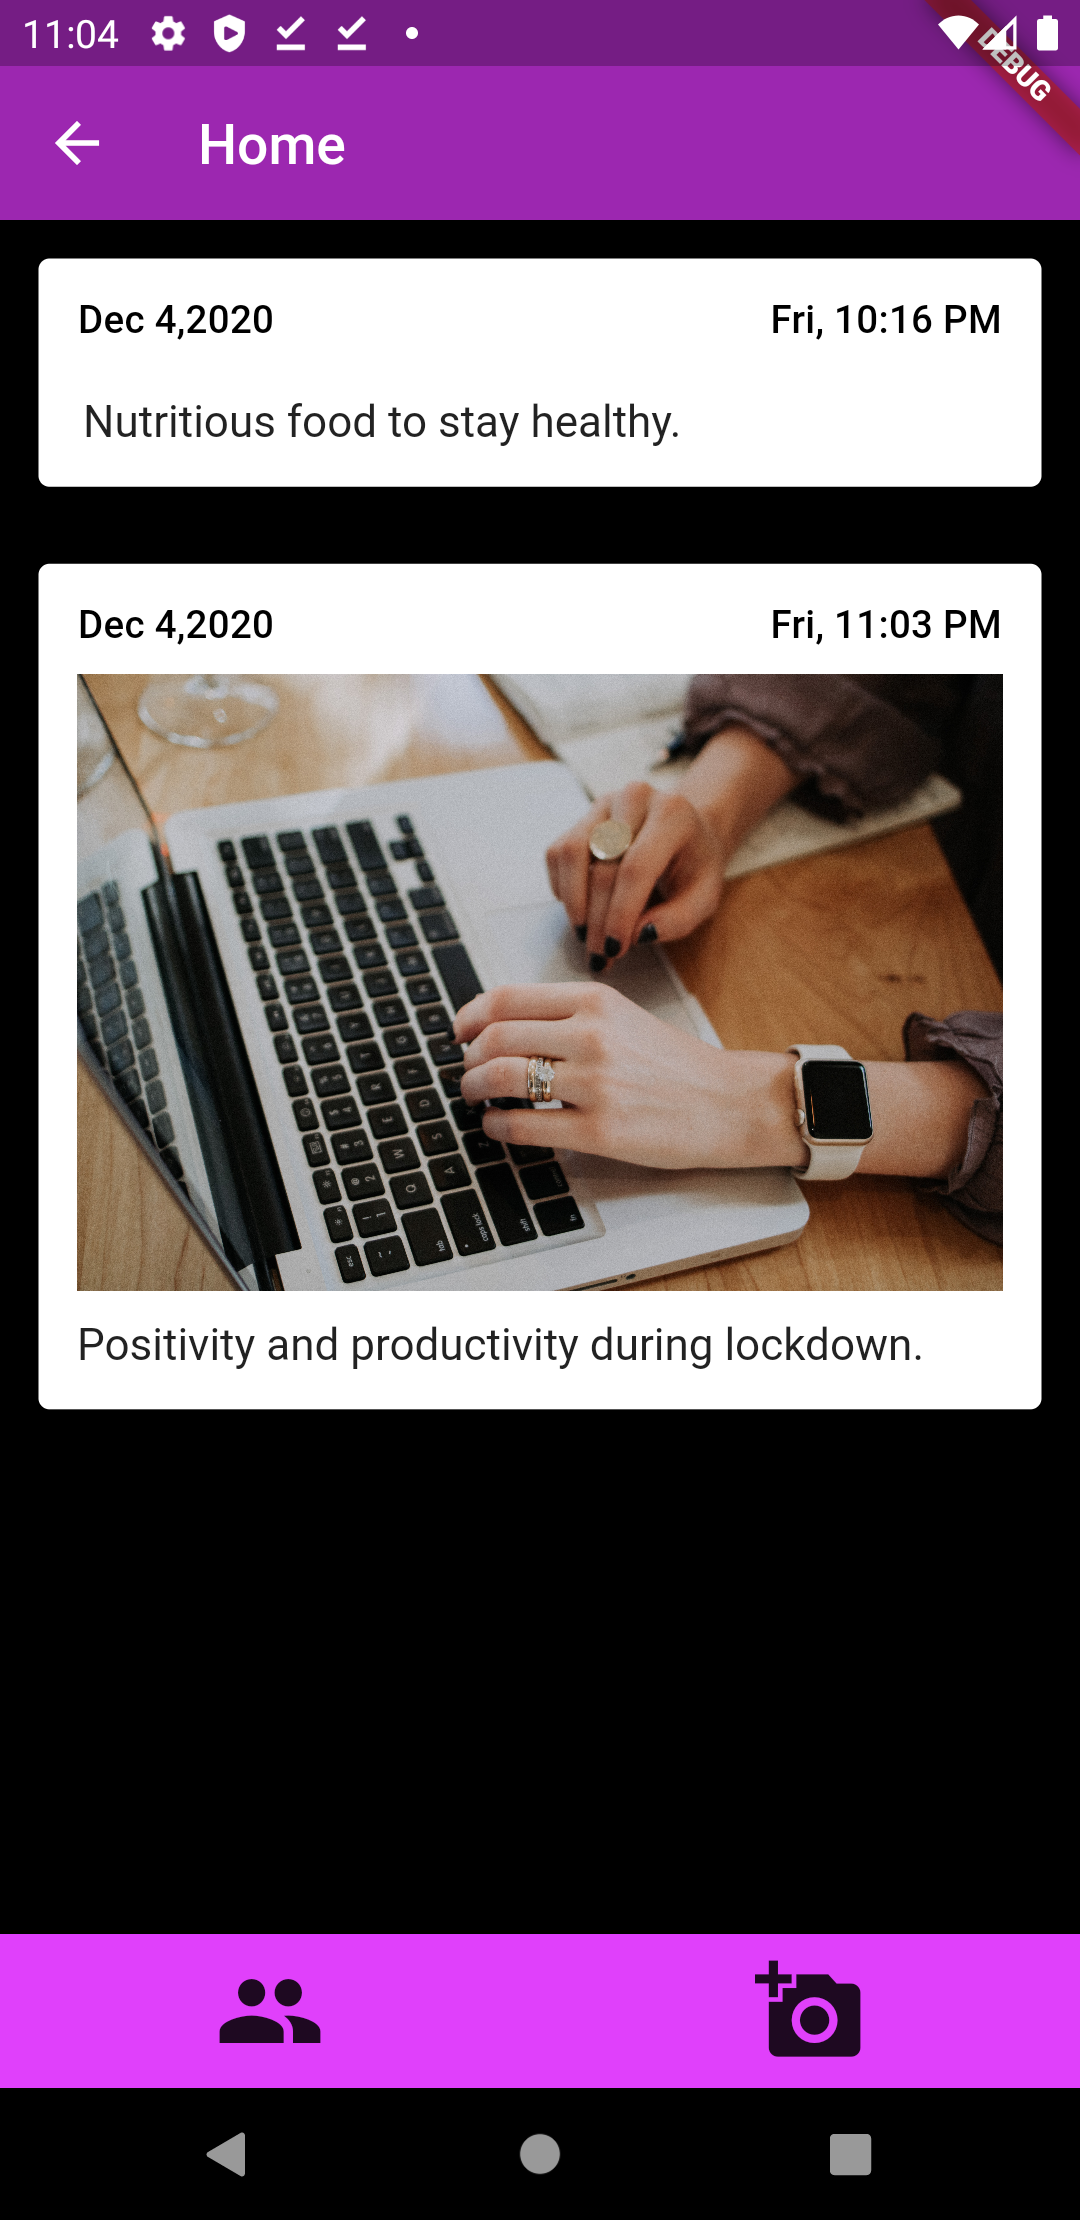 11:04
DEBUG
Home
Dec 4,2020 Fri, 10:16 PM
Nutritious food to stay healthy.
Dec 4,2020 Fri, 11:03 PM
Positivity and productivity during lockdown.